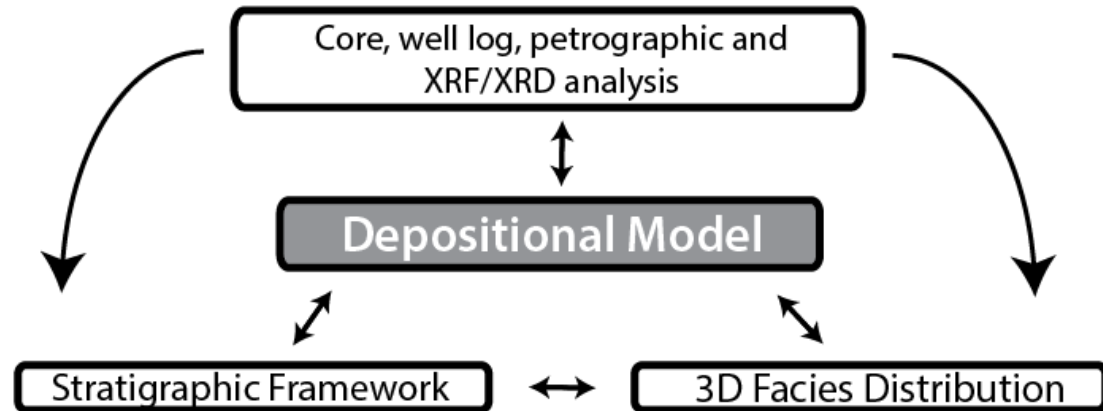 Core, well log, petrographic and
XRF/XRD analysis
Depositional Model
Stratigraphic Framework
3D Facies Distribution